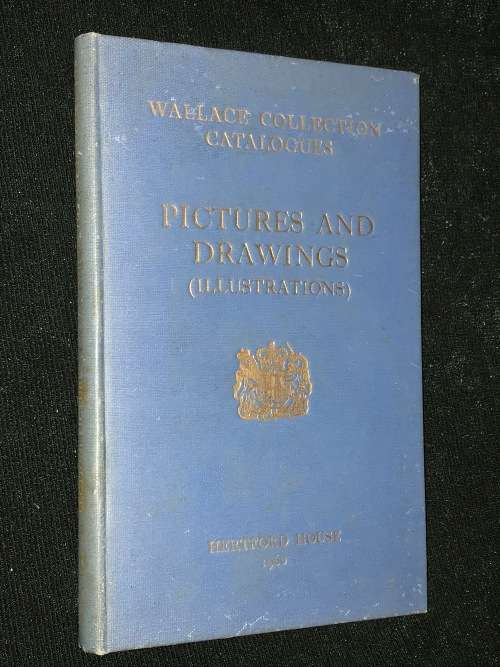 WALLACE COLLECTION
CATALOGUES
PICTURES AND
DRAWINGS
(ILLUSTRATIONS)
HERTFORD HOUSE